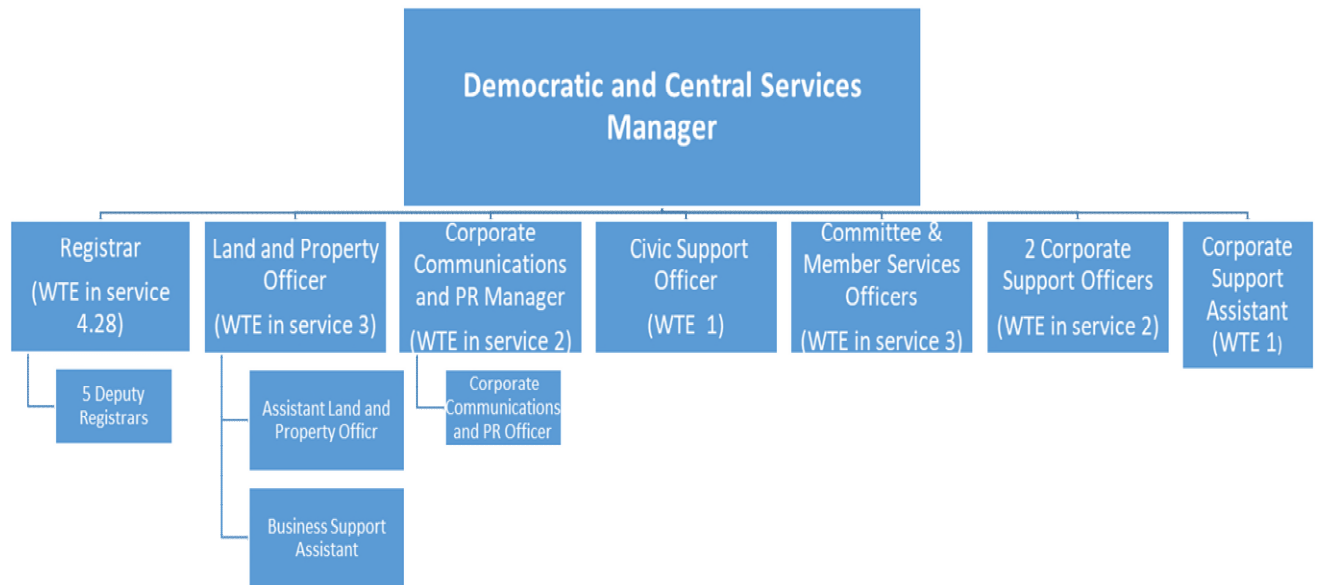 Democratic and Central Services
Manager
Registrar
(WTE in service
4.28)
5 Deputy
Registrars
Land and Property
Officer
(WTE in service 3)
Assistant Land and
Property Officr
Business Support
Assistant
Corporate
Communications
and PR Manager
(WTE in service 2)
Corporate
Communications
and PR Officer
Civic Support
Officer
(WTE 1)
Committee &
Member Services
Officers
(WTE in service 3)
2 Corporate
Support Officers
(WTE in service 2)
Corporate
Support
Assistant
(WTE 1)